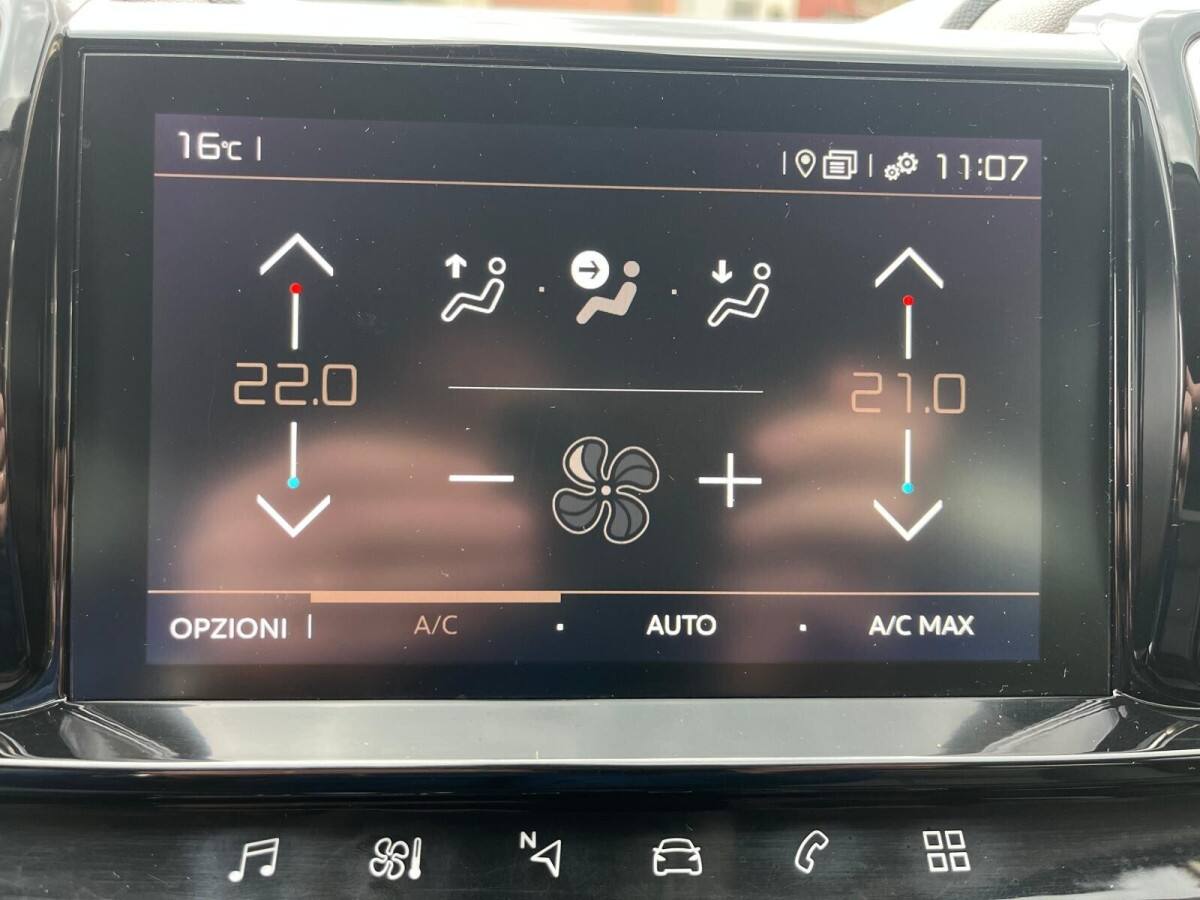 16°C
11:07
22.0
21.0
OPZIONI A/C AUTO A/C MAX
N